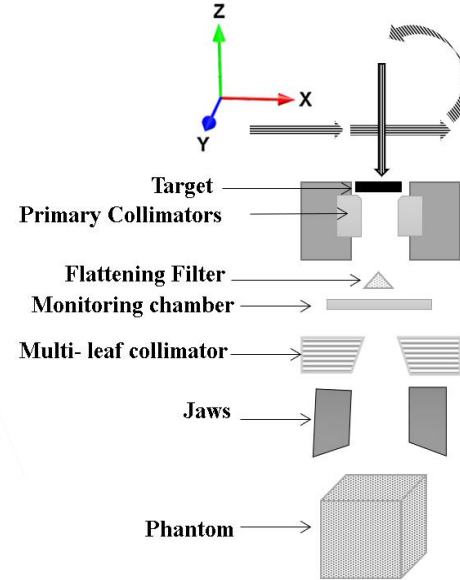 Z
X
Y
Target
Primary Collimators
Flattening Filter
Monitoring chamber
Multi- leaf collimator
Jaws
Phantom